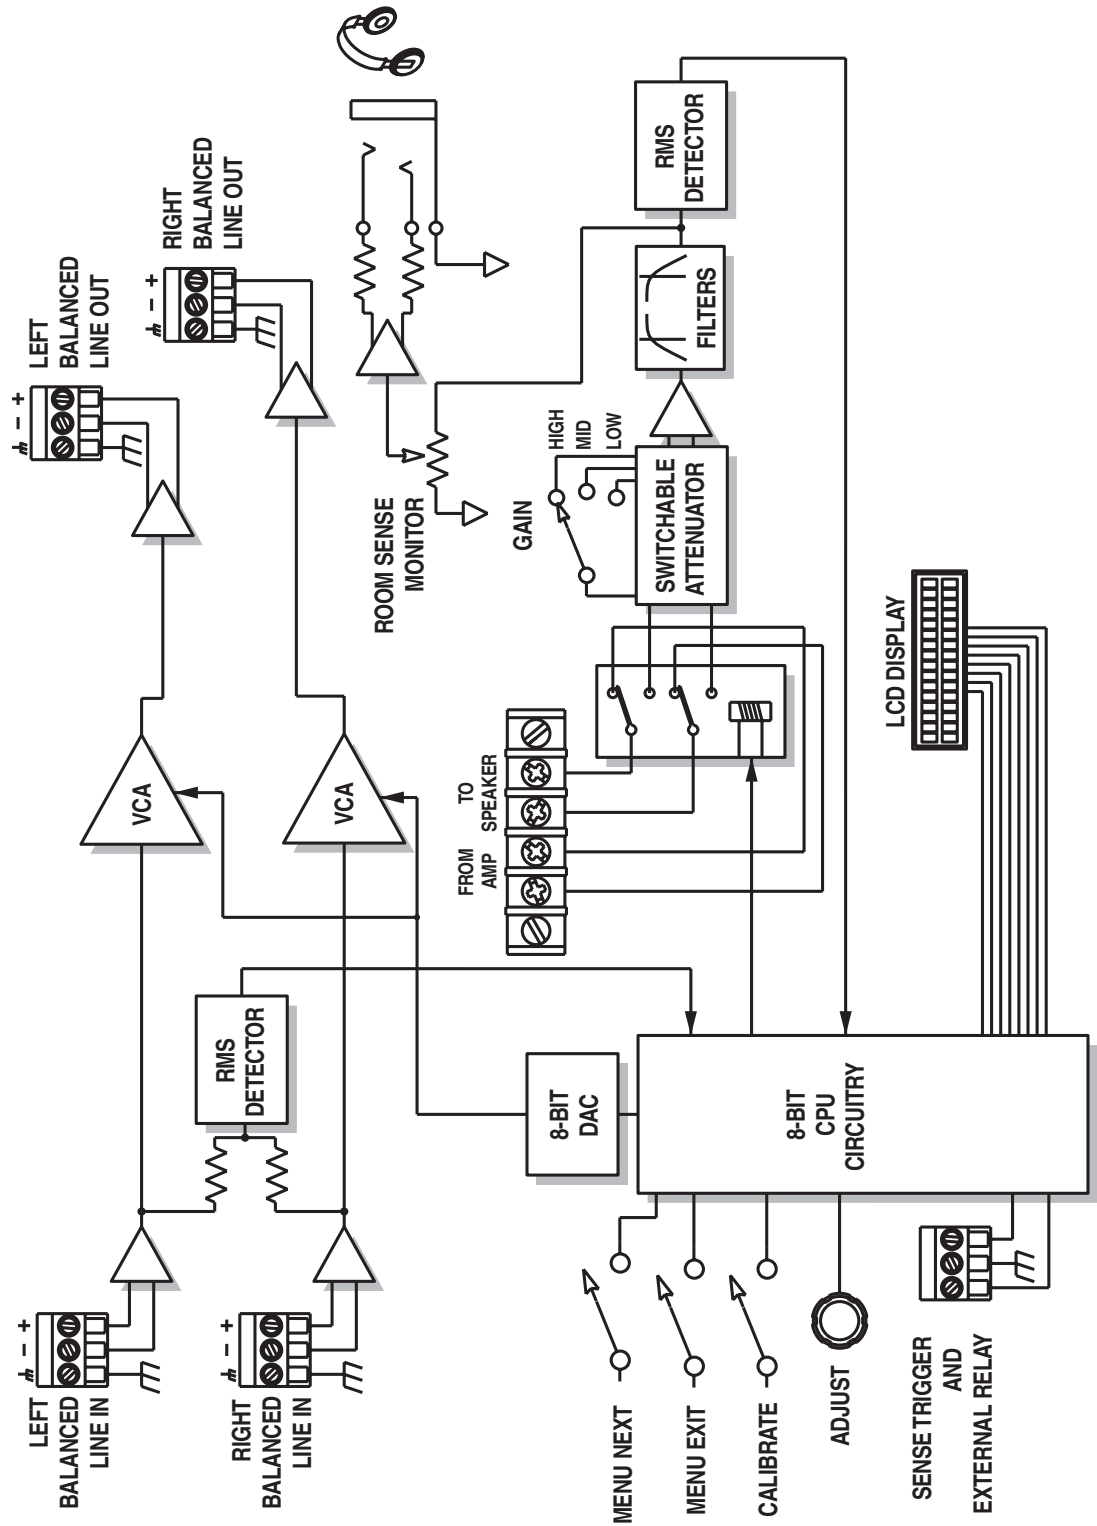 LEFT
BALANCED
LINE IN
- +
RIGHT
BALANCED
LINE IN
- +
RMS
DETECTOR
VCA
VCA
LEFT
BALANCED
LINE OUT
- +
RIGHT
BALANCED
LINE OUT
- +
ROOM SENSE
MONITOR
FROM
AMP
TO
SPEAKER
GAIN
HIGH
MID
LOW
SWITCHABLE
ATTENUATOR
FILTERS
RMS
DETECTOR
8-BIT
DAC
8-BIT
CPU
CIRCUITRY
LCD DISPLAY
MENU NEXT
MENU EXIT
CALIBRATE
ADJUST
SENSE TRIGGER
AND
EXTERNAL RELAY